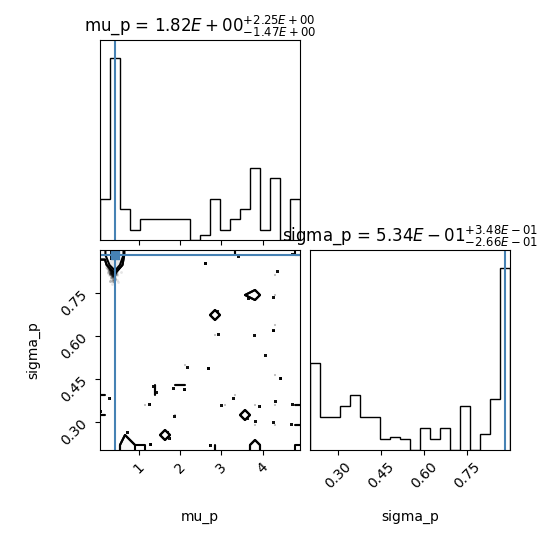 mu_p = 1.82E + 00+2.25E+00−1.47E+00
sigma_p = 5.34E − 01+3.48E−01−2.66E−01
sigma_p
0.75
0.60
0.45
0.30
1 2 3 4
0.30 0.45 0.60 0.75
mu_p
sigma_p